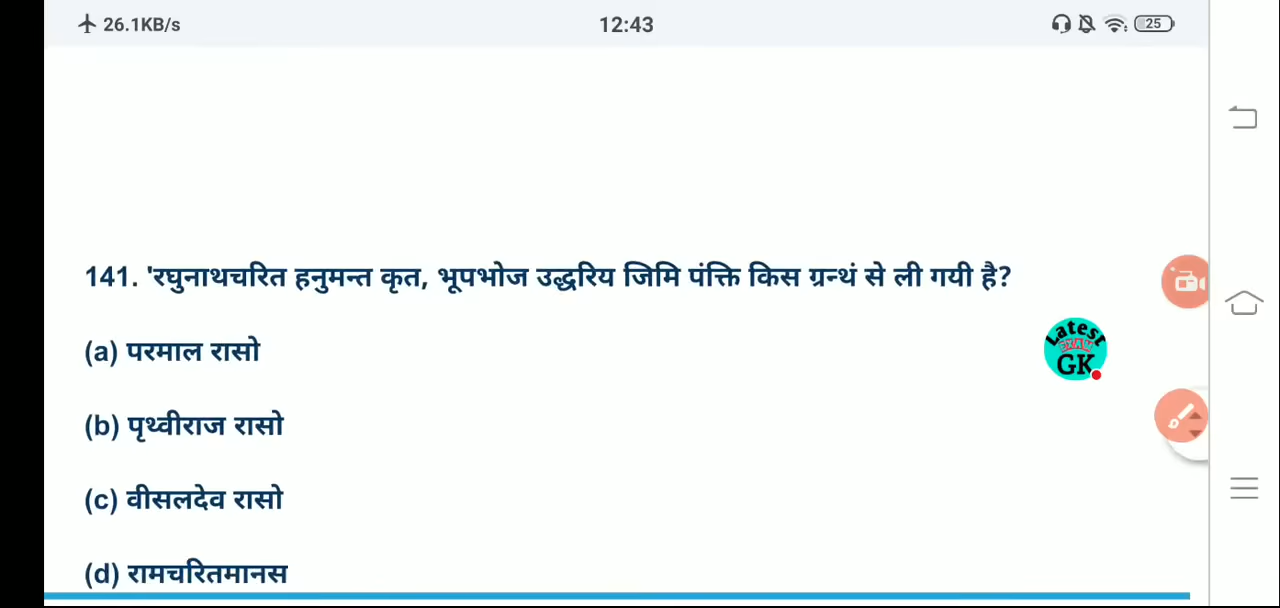 26.1KB/s
12:43
25
141. 'रघुनाथचरित हनुमन्त कृत, भूपभोज उद्धरिय जिमि पंक्ति किस ग्रन्थं से ली गयी है?
(a) परमाल रासो
Latest
EXAM
GK
(b) पृथ्वीराज रासो
(c) वीसलदेव रासो
(d) रामचरितमानस